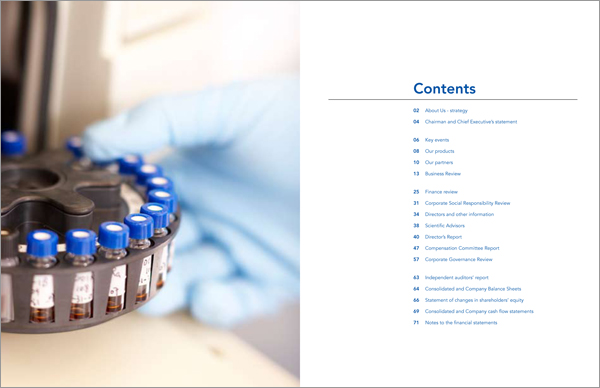 Contents
02 About Us - strategy
04 Chairman and Chief Executive's statement
06 Key events
08 Our products
10 Our partners
13 Business Review
25 Finance review
31 Corporate Social Responsibility Review
34 Directors and other information
38 Scientific Advisors
40 Director's Report
47 Compensation Committee Report
57 Corporate Governance Review
63 Independent auditors' report
64 Consolidated and Company Balance Sheets
66 Statement of changes in shareholders' equity
69 Consolidated and Company cash flow statements
71 Notes to the financial statements